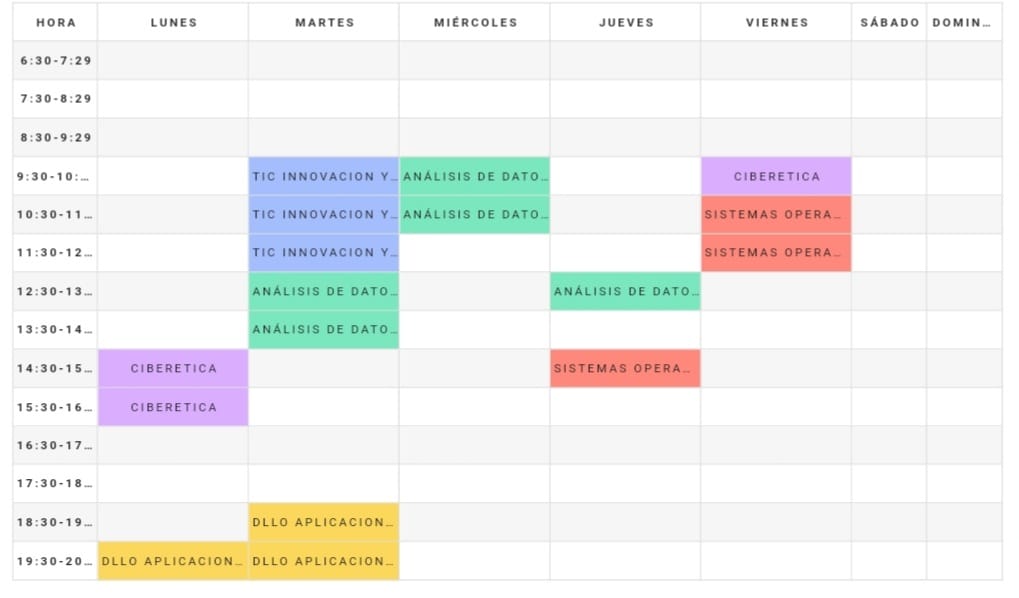 HORA LUNES MARTES MIÉRCOLES JUEVES VIERNES SÁBADO DOMIN...
6:30-7:29
7:30-8:29
8:30-9:29
9:30-10:... TIC INNOVACION Y... ANÁLISIS DE DATO... CIBERETICA
10:30-11... TIC INNOVACION Y... ANÁLISIS DE DATO... SISTEMAS OPERA...
11:30-12... TIC INNOVACION Y... SISTEMAS OPERA...
12:30-13... ANÁLISIS DE DATO... ANÁLISIS DE DATO...
13:30-14... ANÁLISIS DE DATO...
14:30-15... CIBERETICA SISTEMAS OPERA...
15:30-16... CIBERETICA
16:30-17...
17:30-18...
18:30-19... DLLO APLICACION...
19:30-20... DLLO APLICACION... DLLO APLICACION...